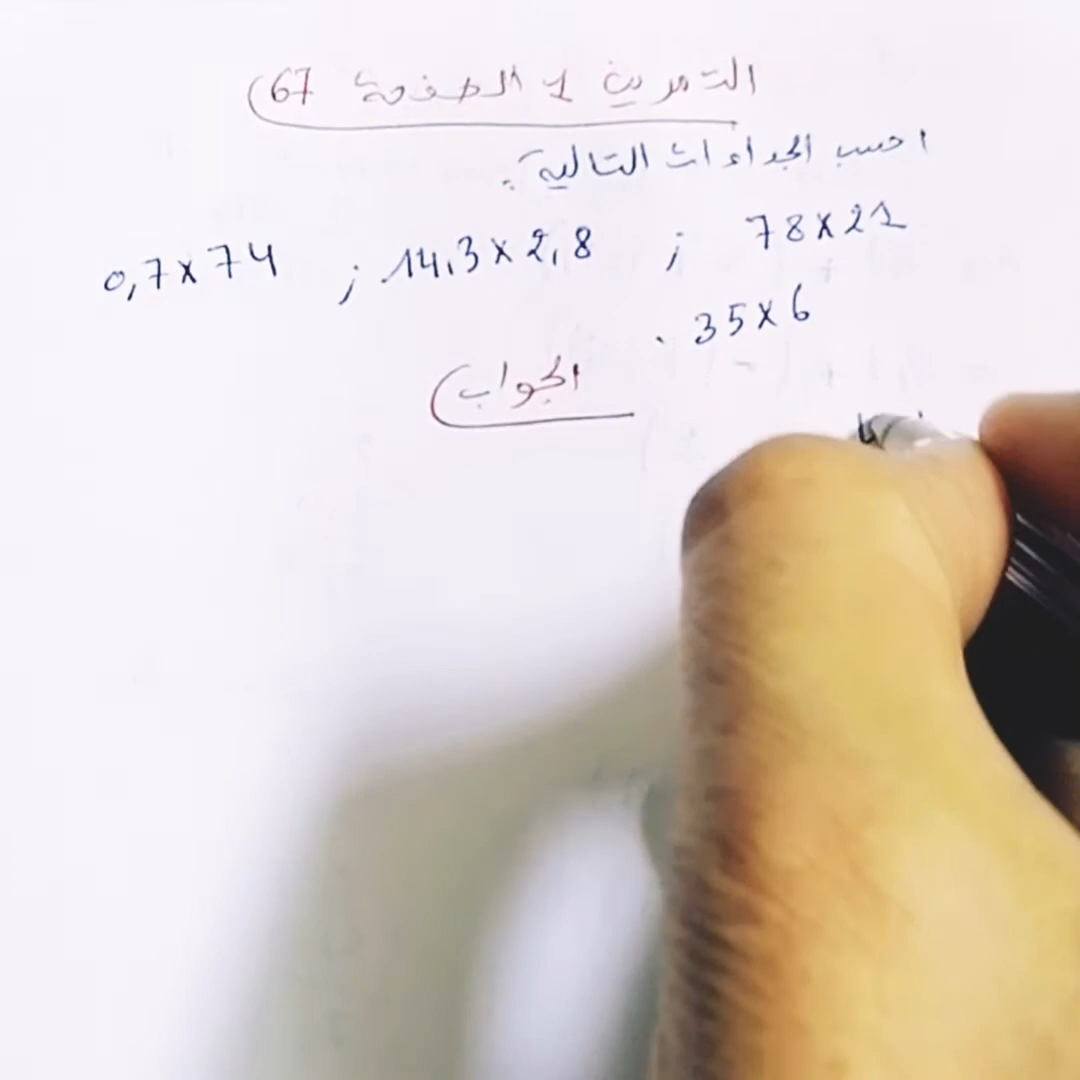 التمرين 1 الصفحة 67
احسب الجداءات التالية:
78x21 ; 14,3x2,8 ; 0,7x74
35x6 .
الجواب